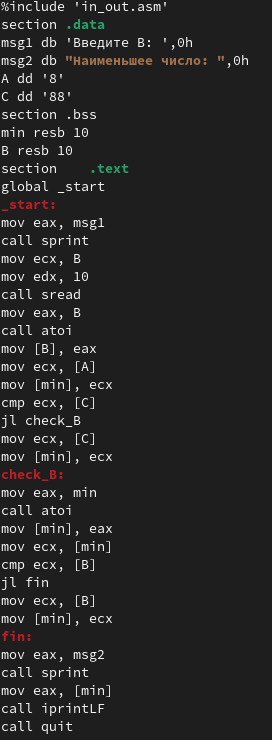 %include 'in_out.asm'
section .data
msg1 db 'Введите B: ',0h
msg2 db "Наименьшее число: ",0h
A dd '8'
C dd '88'
section .bss
min resb 10
B resb 10
section    .text
global _start
_start:
mov eax, msg1
call sprint
mov ecx, B
mov edx, 10
call sread
mov eax, B
call atoi
mov [B], eax
mov ecx, [A]
mov [min], ecx
cmp ecx, [C]
jl check_B
mov ecx, [C]
mov [min], ecx
check_B:
mov eax, min
call atoi
mov [min], eax
mov ecx, [min]
cmp ecx, [B]
jl fin
mov ecx, [B]
mov [min], ecx
fin:
mov eax, msg2
call sprint
mov eax, [min]
call iprintLF
call quit